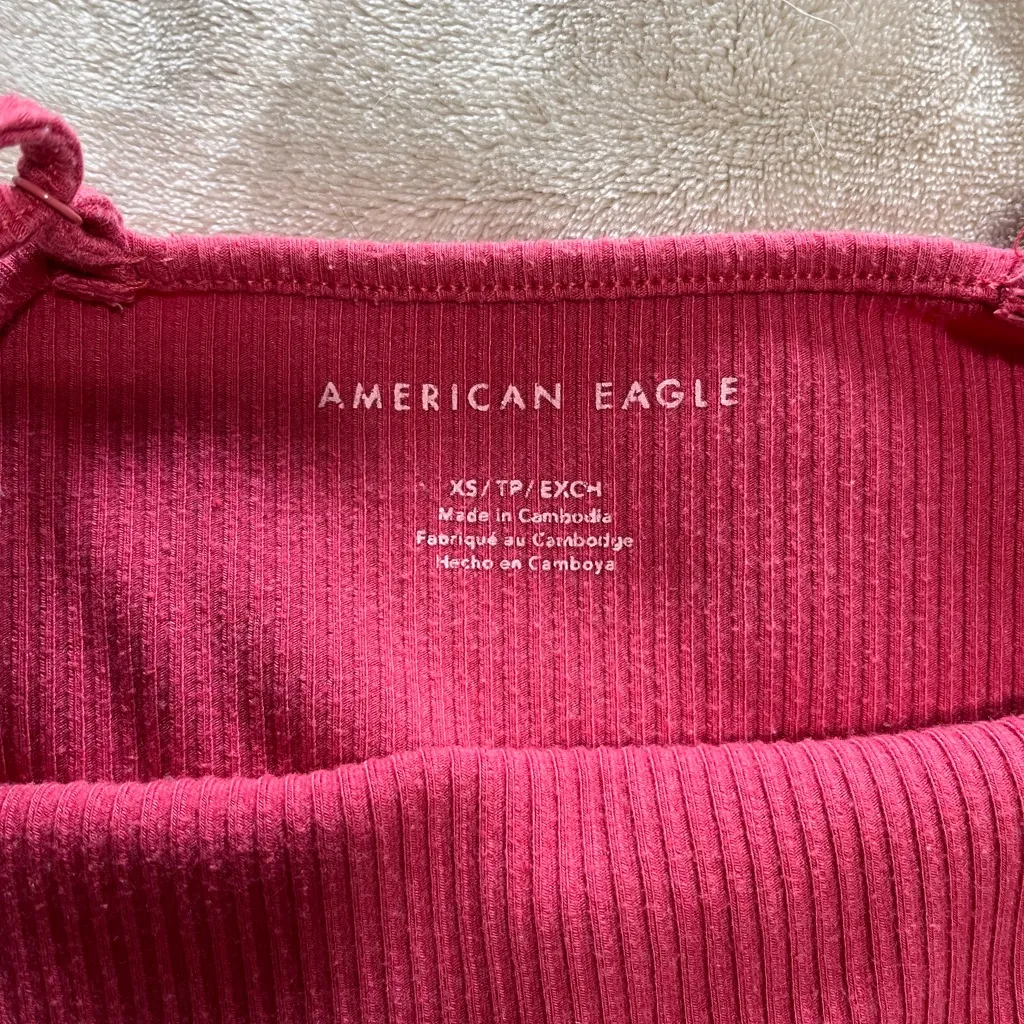 AMERICAN EAGLE
XS/TP/EXCH
Made in Cambodia
Fabriqué au Cambodge
Hecho en Camboya